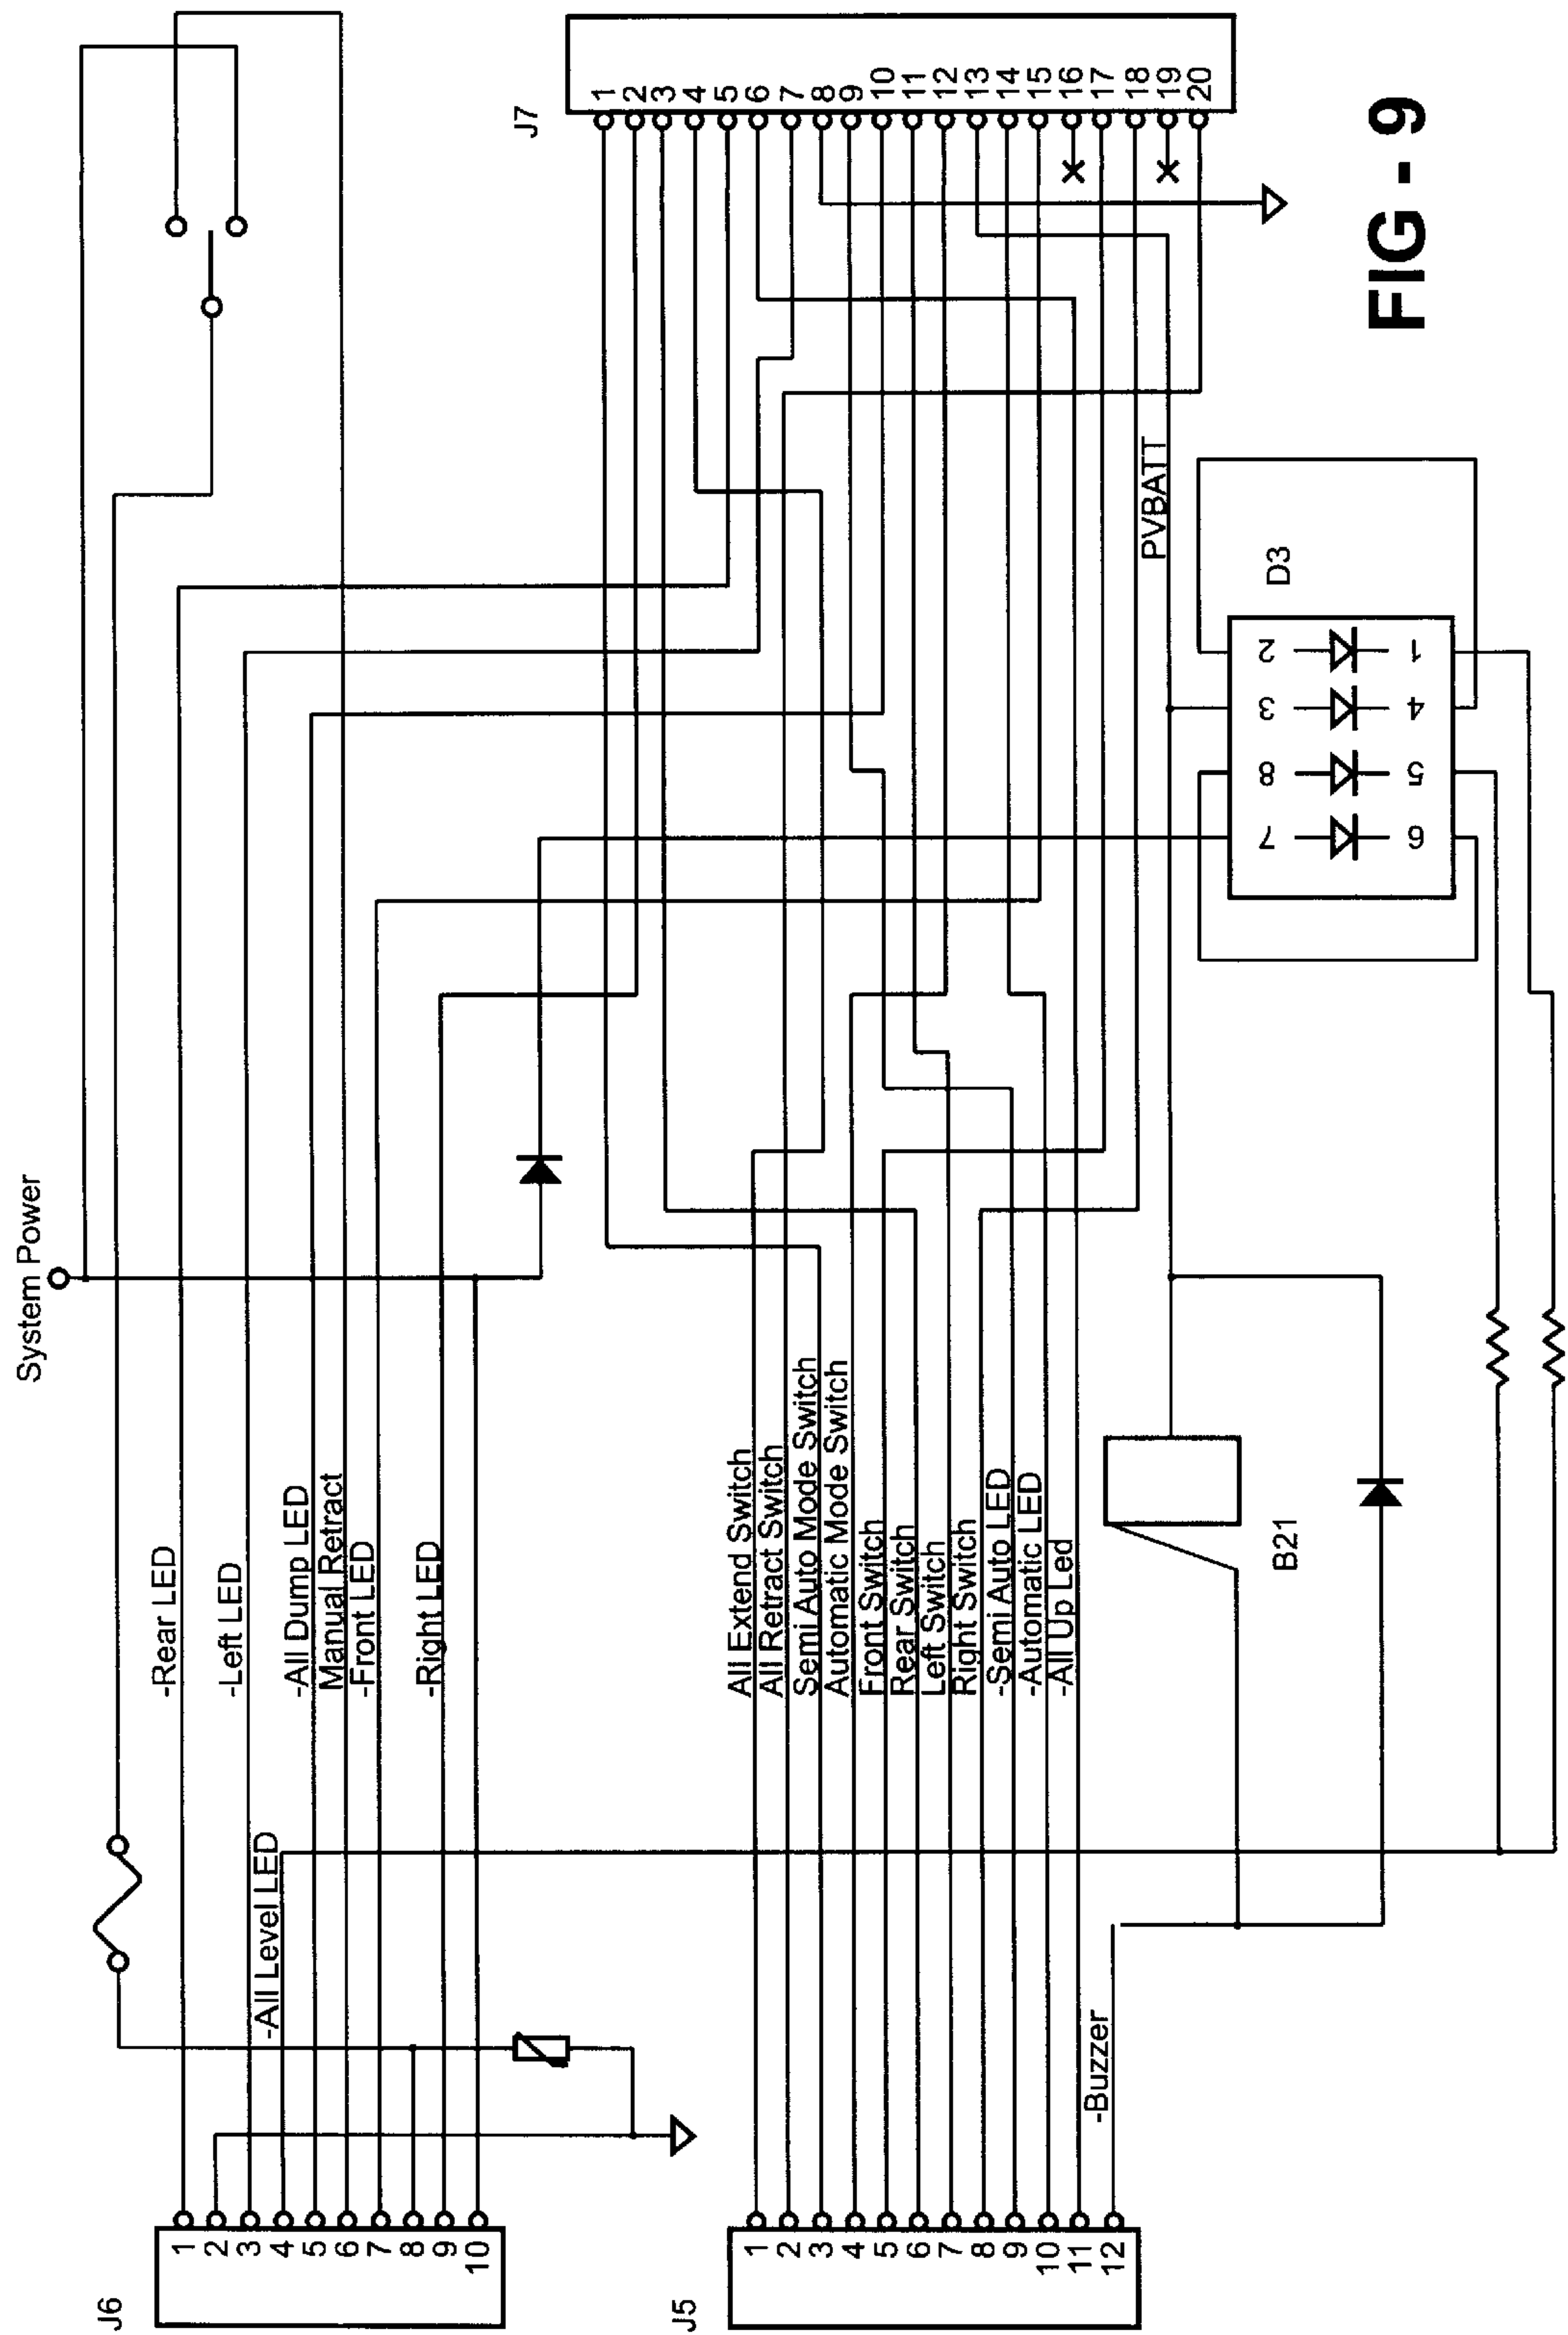 System Power
J6
1
2
3
4
5
6
7
8
9
10
-Rear LED
-Left LED
-All Level LED
-All Dump LED
Manual Retract
-Front LED
-Right LED
J5
1
2
3
4
5
6
7
8
9
10
11
12
All Extend Switch
All Retract Switch
Semi Auto Mode Switch
Automatic Mode Switch
Front Switch
Rear Switch
Left Switch
Right Switch
-Semi Auto LED
-Automatic LED
-All Up Led
-Buzzer
B21
J7
1
2
3
4
5
6
7
8
9
10
11
12
13
14
15
16
17
18
19
20
PVBATT
D3
7
8
3
2
6
5
4
1
FIG - 9